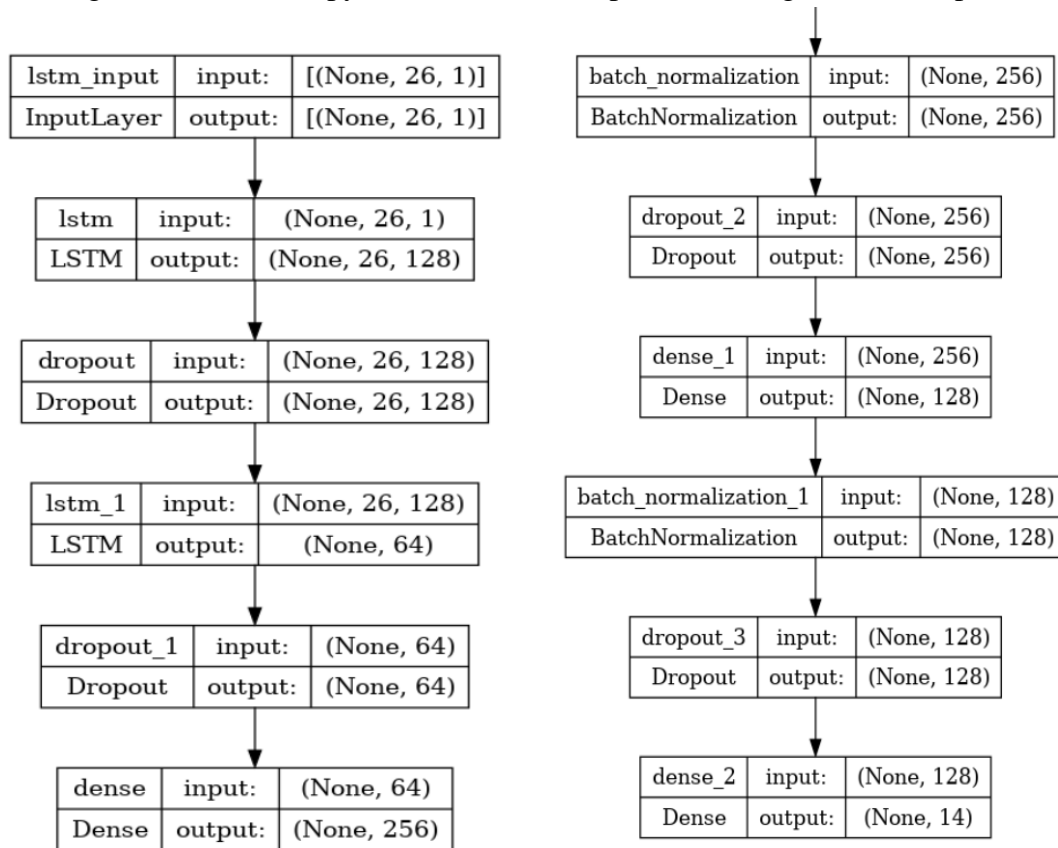 lstm_input input: [(None, 26, 1)]
InputLayer output: [(None, 26, 1)]
lstm input: (None, 26, 1)
LSTM output: (None, 26, 128)
dropout input: (None, 26, 128)
Dropout output: (None, 26, 128)
lstm_1 input: (None, 26, 128)
LSTM output: (None, 64)
dropout_1 input: (None, 64)
Dropout output: (None, 64)
dense input: (None, 64)
Dense output: (None, 256)
batch_normalization input: (None, 256)
BatchNormalization output: (None, 256)
dropout_2 input: (None, 256)
Dropout output: (None, 256)
dense_1 input: (None, 256)
Dense output: (None, 128)
batch_normalization_1 input: (None, 128)
BatchNormalization output: (None, 128)
dropout_3 input: (None, 128)
Dropout output: (None, 128)
dense_2 input: (None, 128)
Dense output: (None, 14)